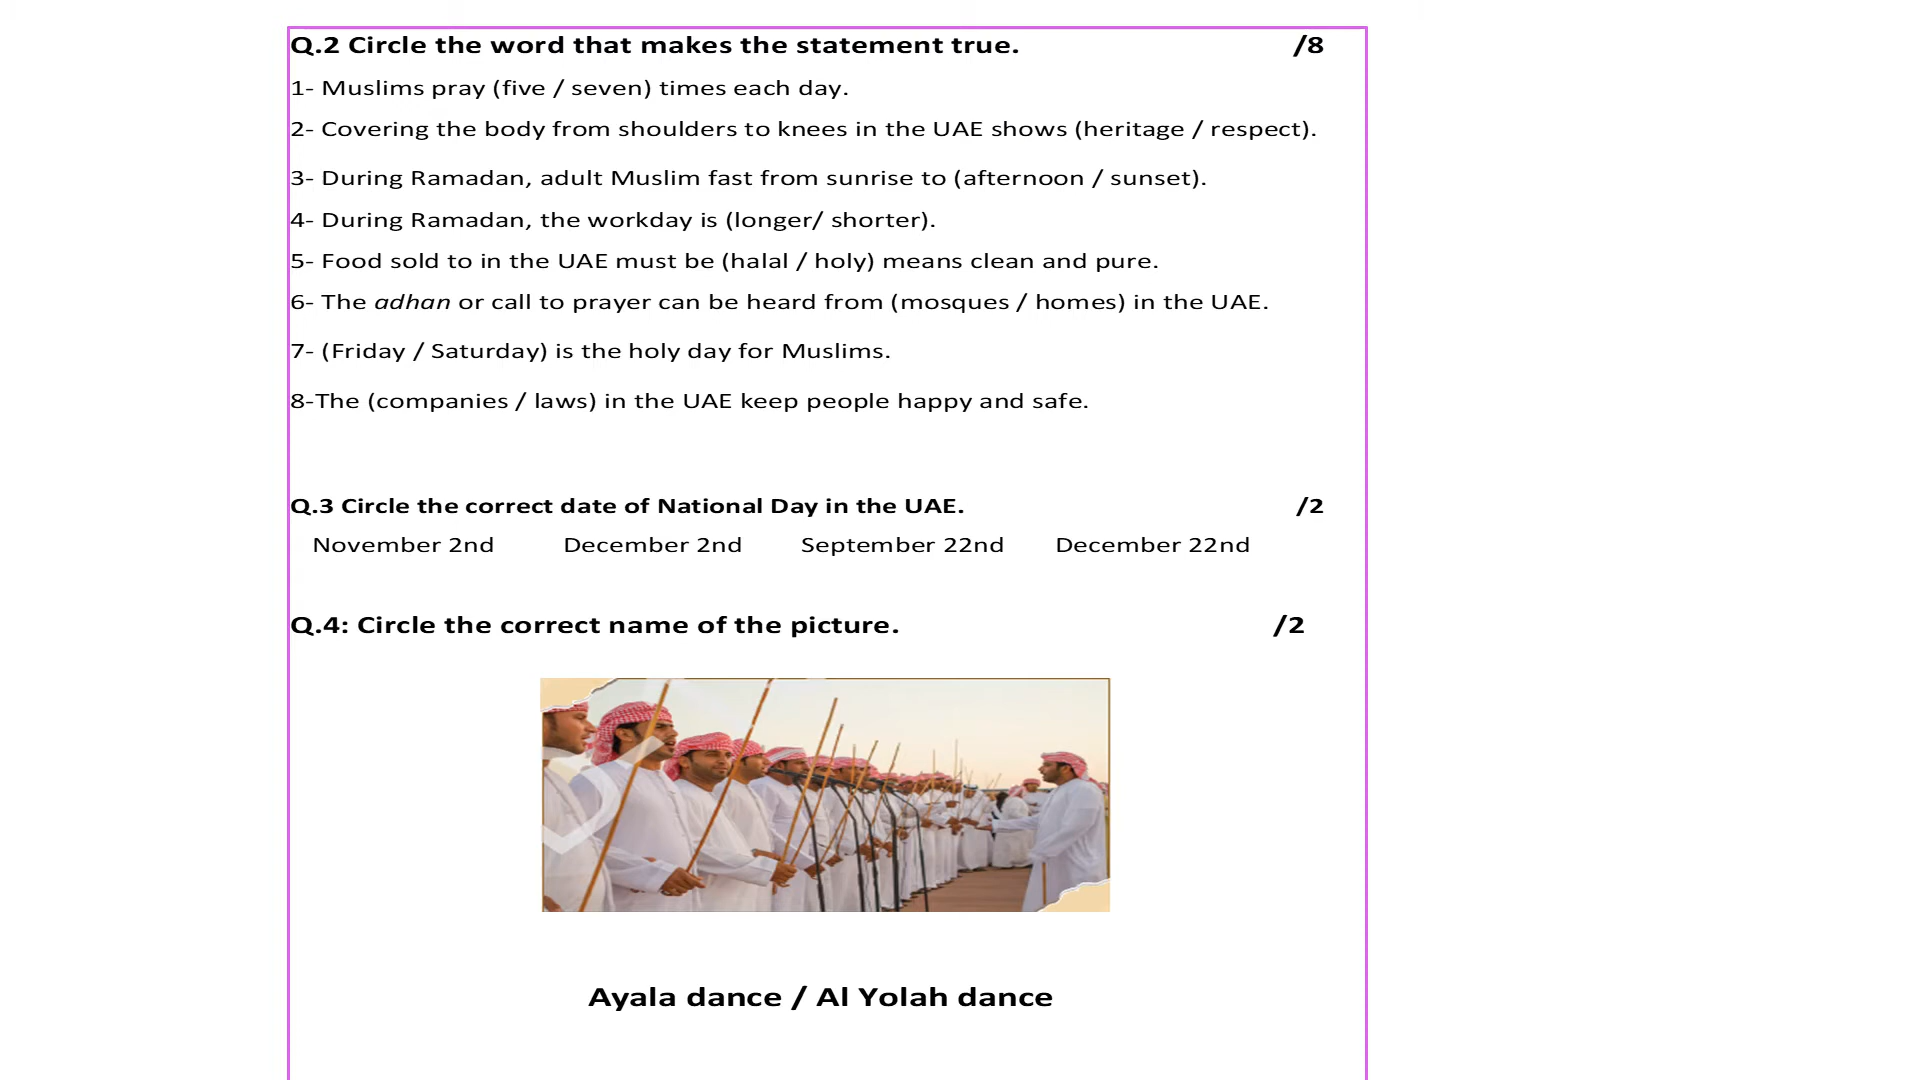 Q.2 Circle the word that makes the statement true. /8
1- Muslims pray (five / seven) times each day.
2- Covering the body from shoulders to knees in the UAE shows (heritage / respect).
3- During Ramadan, adult Muslim fast from sunrise to (afternoon / sunset).
4- During Ramadan, the workday is (longer/ shorter).
5- Food sold to in the UAE must be (halal / holy) means clean and pure.
6- The adhan or call to prayer can be heard from (mosques / homes) in the UAE.
7- (Friday / Saturday) is the holy day for Muslims.
8-The (companies / laws) in the UAE keep people happy and safe.
Q.3 Circle the correct date of National Day in the UAE. /2
November 2nd December 2nd September 22nd December 22nd
Q.4: Circle the correct name of the picture. /2
Ayala dance / Al Yolah dance